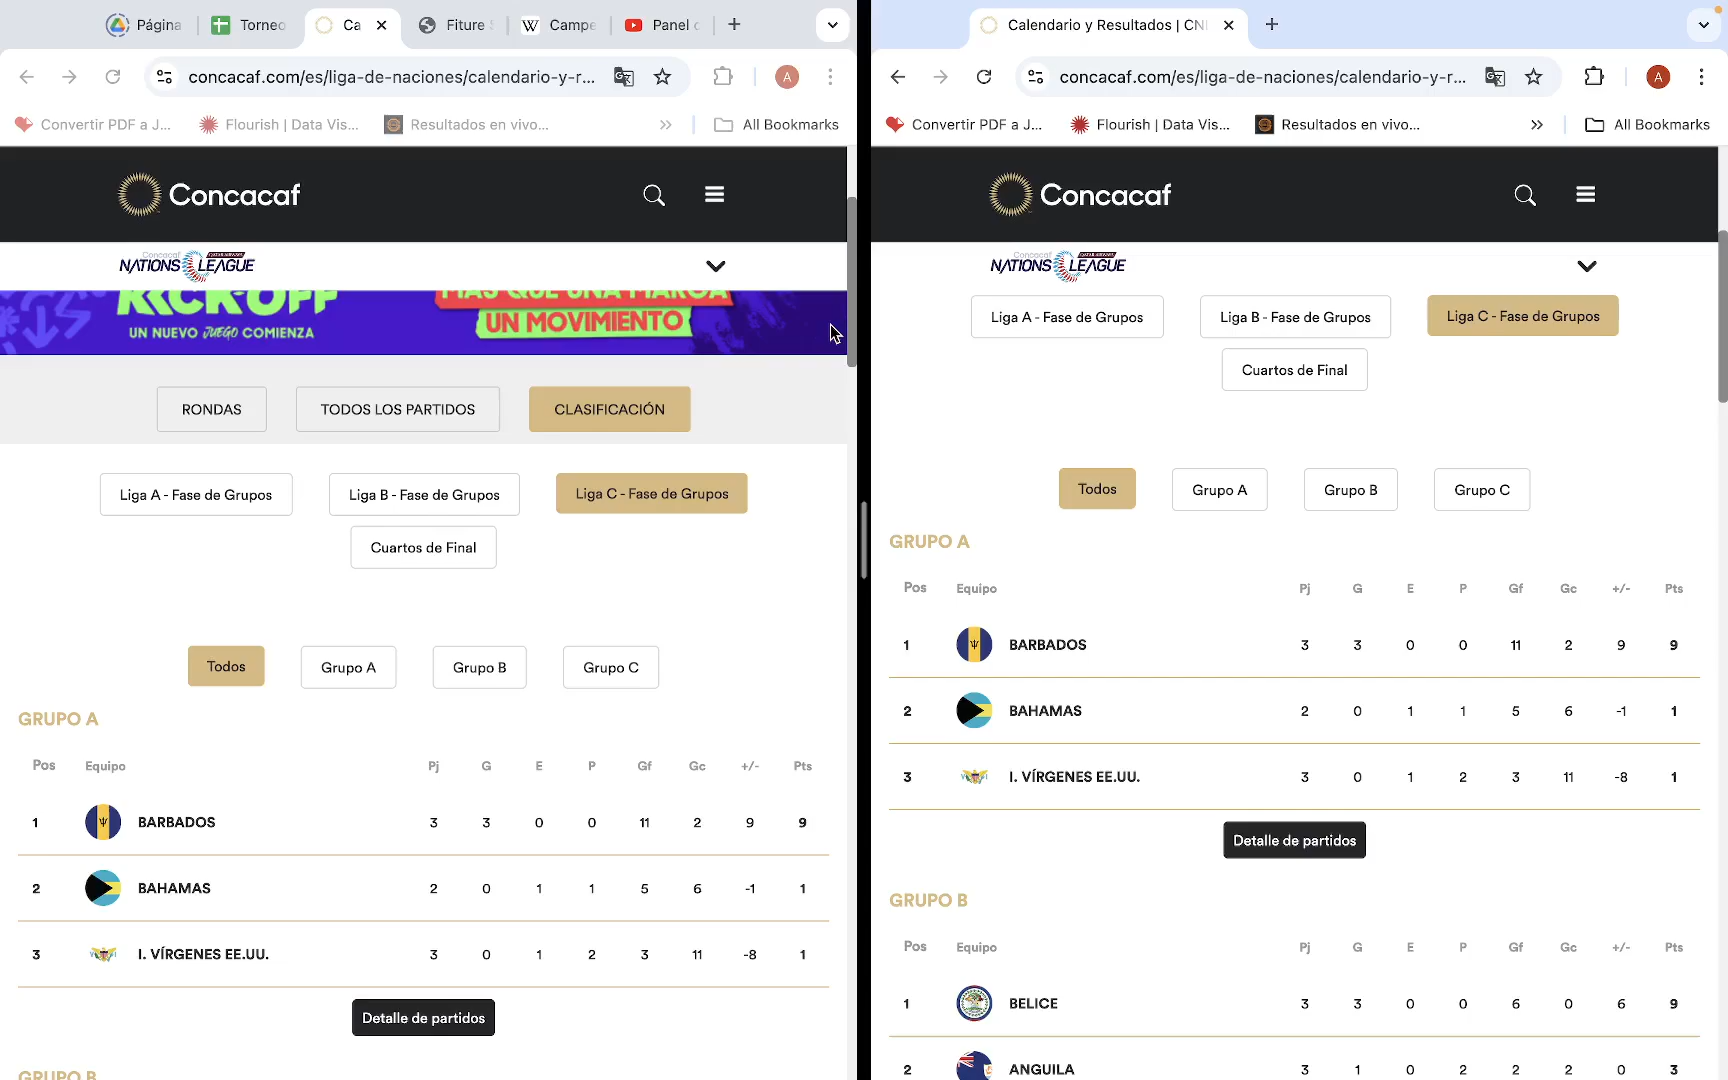 Página
Torneo
Ca
Fiture
Campe
Panel
concacaf.com/es/liga-de-naciones/calendario-y-r...
A
Convertir PDF a J...
Flourish | Data Vis...
Resultados en vivo...
All Bookmarks
Concacaf
Concacaf
NATIONS LEAGUE
KICK-OFF
UN NUEVO JUEGO COMIENZA
MÁS QUE UNA MARCA
UN MOVIMIENTO
RONDAS
TODOS LOS PARTIDOS
CLASIFICACIÓN
Liga A - Fase de Grupos
Liga B - Fase de Grupos
Liga C - Fase de Grupos
Cuartos de Final
Todos
Grupo A
Grupo B
Grupo C
GRUPO A
Pos Equipo Pj G E P Gf Gc +/- Pts
1 BARBADOS 3 3 0 0 11 2 9 9
2 BAHAMAS 2 0 1 1 5 6 -1 1
3 I. VÍRGENES EE.UU. 3 0 1 2 3 11 -8 1
Detalle de partidos
GRUPO B
Calendario y Resultados | CN
concacaf.com/es/liga-de-naciones/calendario-y-r...
A
Convertir PDF a J...
Flourish | Data Vis...
Resultados en vivo...
All Bookmarks
Concacaf
Concacaf
NATIONS LEAGUE
Liga A - Fase de Grupos
Liga B - Fase de Grupos
Liga C - Fase de Grupos
Cuartos de Final
Todos
Grupo A
Grupo B
Grupo C
GRUPO A
Pos Equipo Pj G E P Gf Gc +/- Pts
1 BARBADOS 3 3 0 0 11 2 9 9
2 BAHAMAS 2 0 1 1 5 6 -1 1
3 I. VÍRGENES EE.UU. 3 0 1 2 3 11 -8 1
Detalle de partidos
GRUPO B
Pos Equipo Pj G E P Gf Gc +/- Pts
1 BELICE 3 3 0 0 6 0 6 9
2 ANGUILA 3 1 0 2 2 2 0 3